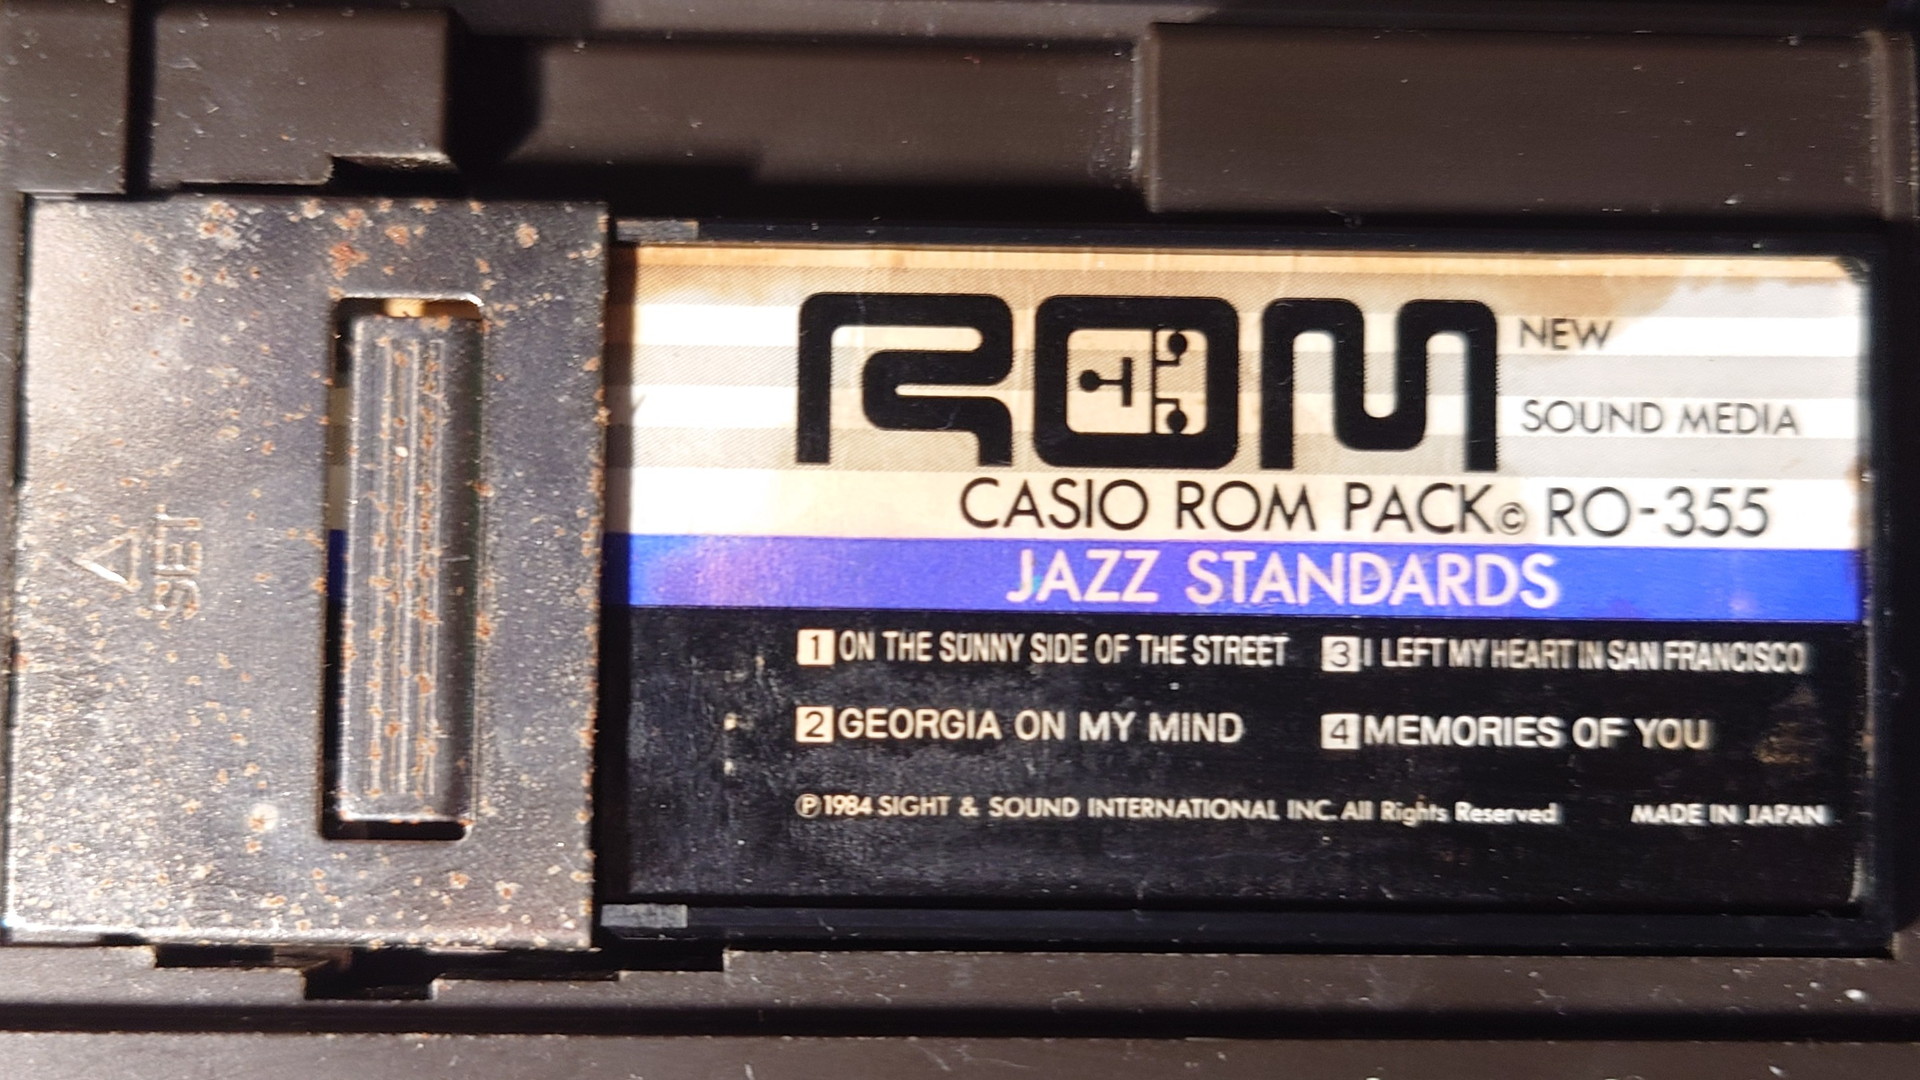 △
SET
ROM NEW
SOUND MEDIA
CASIO ROM PACK© RO-355
JAZZ STANDARDS
1 ON THE SUNNY SIDE OF THE STREET 3 I LEFT MY HEART IN SAN FRANCISCO
2 GEORGIA ON MY MIND 4 MEMORIES OF YOU
℗1984 SIGHT & SOUND INTERNATIONAL INC. All Rights Reserved MADE IN JAPAN